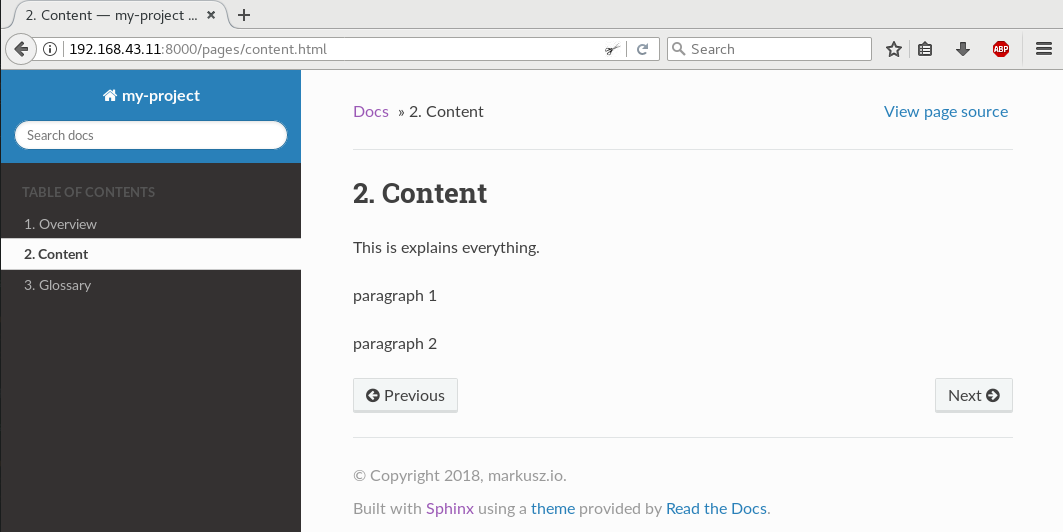 2. Content — my-project ...
192.168.43.11:8000/pages/content.html
Search
ABP
my-project
Search docs
TABLE OF CONTENTS
1. Overview
2. Content
3. Glossary
Docs » 2. Content
View page source
2. Content
This is explains everything.
paragraph 1
paragraph 2
Previous
Next
© Copyright 2018, markusz.io.
Built with Sphinx using a theme provided by Read the Docs.